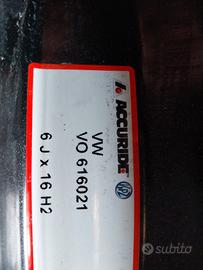 ACCURIDE
VW
VO 616021
6 J x 16 H2
subito